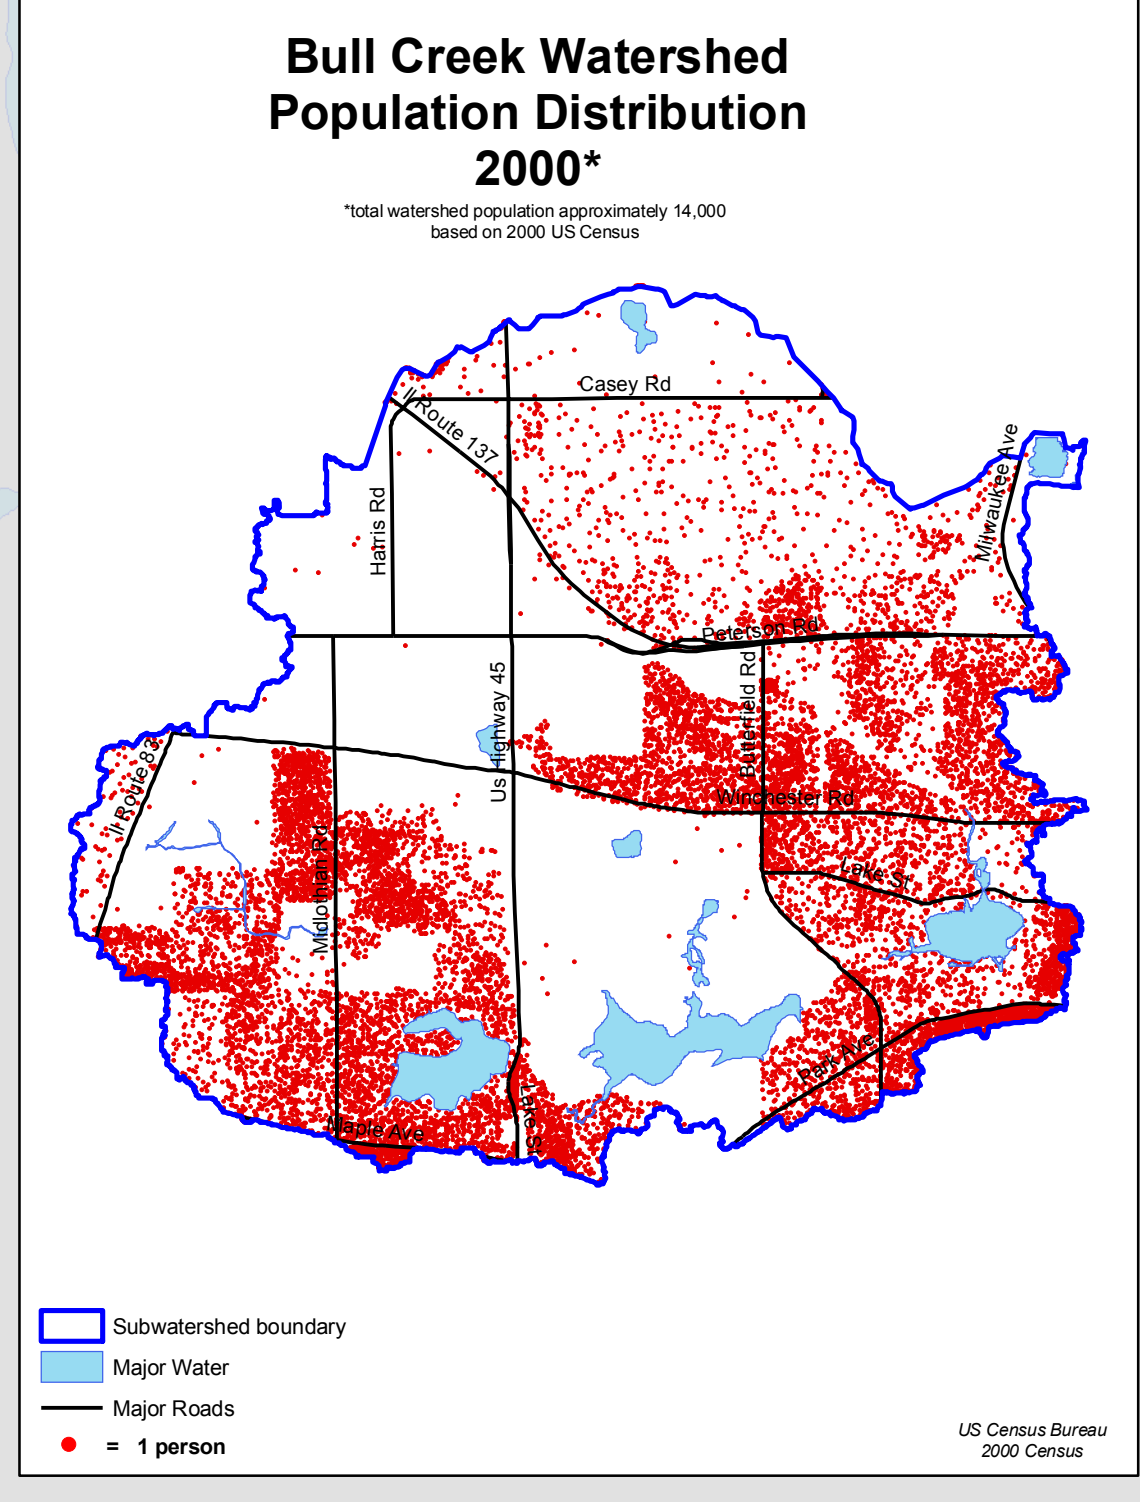 Bull Creek Watershed
Population Distribution
2000*
*total watershed population approximately 14,000
based on 2000 US Census
Casey Rd
Il Route 137
Milwaukee Ave
Harris Rd
Peterson Rd
Us Highway 45
Butterfield Rd
Il Route 83
Winchester Rd
Midlothian Rd
Lake St
Park Ave
Lake St
Maple Ave
Subwatershed boundary
Major Water
Major Roads
= 1 person
US Census Bureau
2000 Census